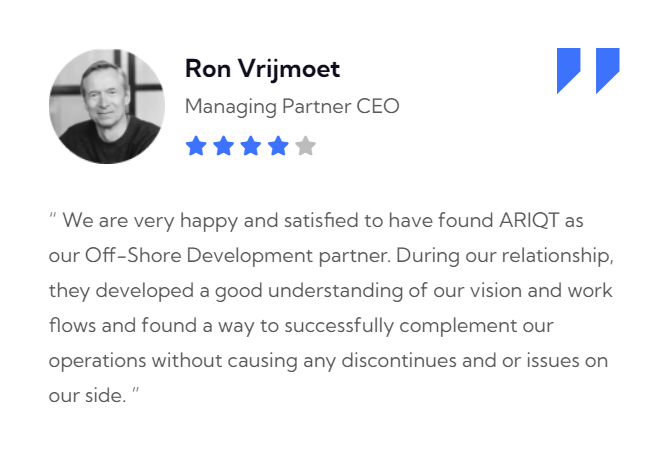 Ron Vrijmoet
Managing Partner CEO
“ We are very happy and satisfied to have found ARIQT as
our Off-Shore Development partner. During our relationship,
they developed a good understanding of our vision and work
flows and found a way to successfully complement our
operations without causing any discontinues and or issues on
our side. ”